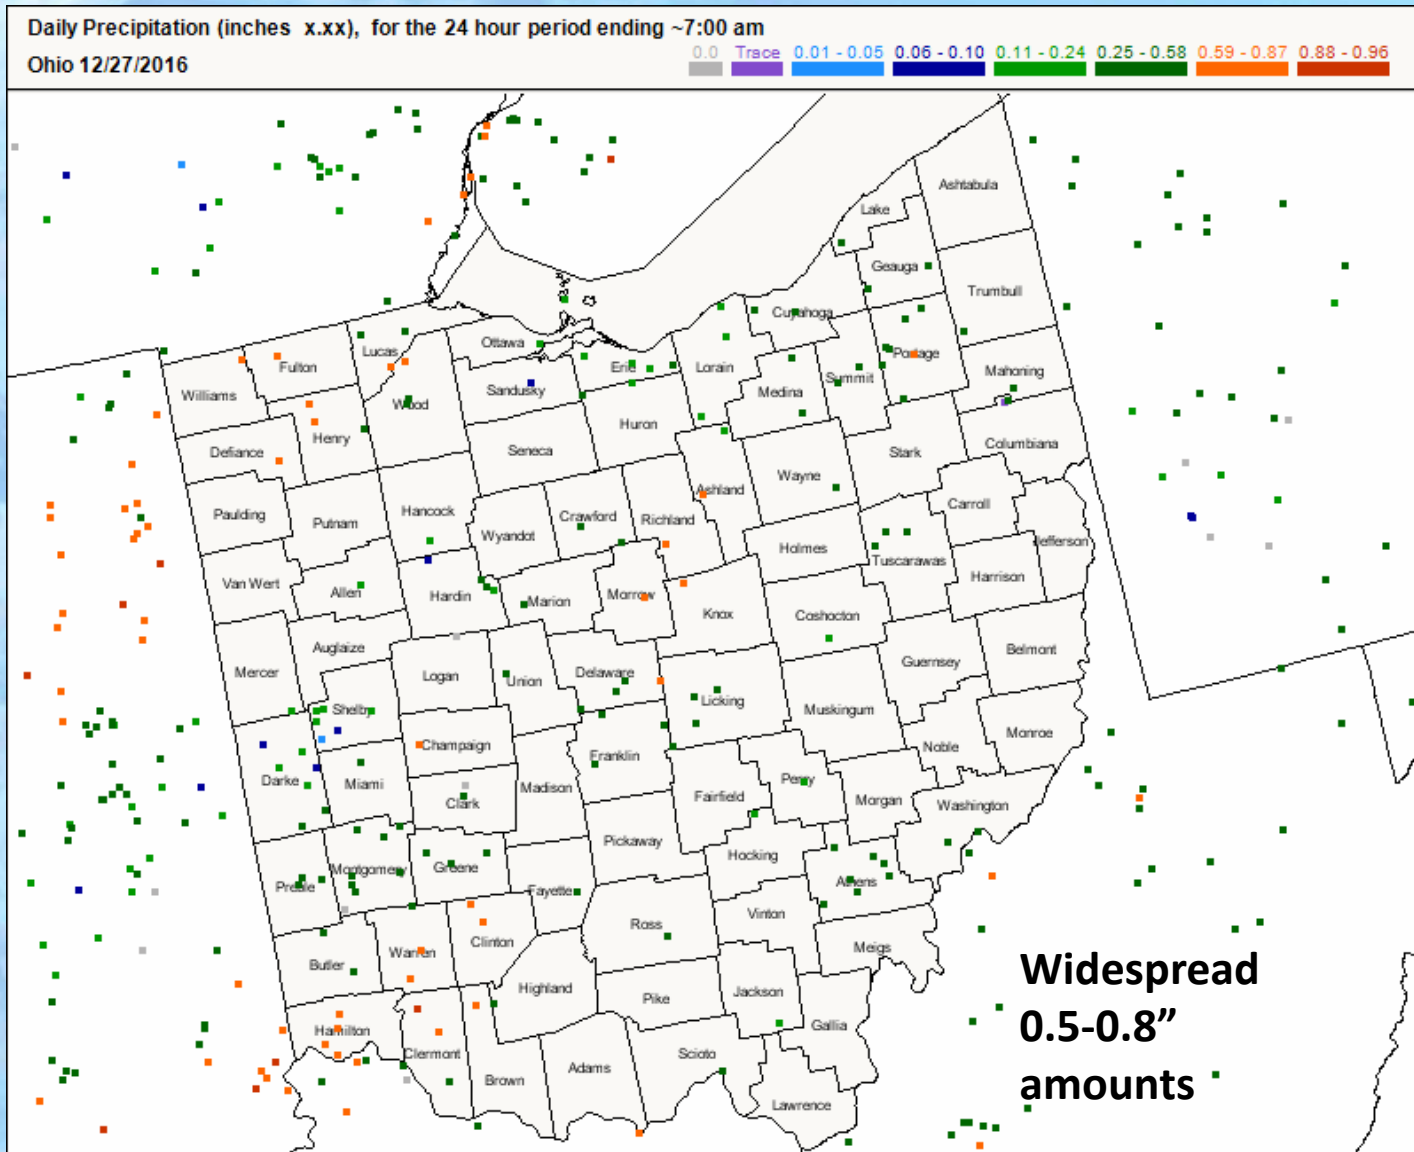 Daily Precipitation (inches x.xx), for the 24 hour period ending ~7:00 am
Ohio 12/27/2016
0.0 Trace 0.01 - 0.05 0.06 - 0.10 0.11 - 0.24 0.25 - 0.58 0.59 - 0.87 0.88 - 0.96
Ashtabula
Lake
Geauga
Trumbull
Cuyahoga
Lucas
Ottawa
Fulton
Erie
Lorain
Portage
Williams
Sandusky
Medina
Summit
Mahoning
Wood
Henry
Huron
Defiance
Seneca
Stark
Columbiana
Wayne
Ashland
Paulding
Putnam
Hancock
Crawford
Richland
Carroll
Wyandot
Holmes
Jefferson
Tuscarawas
Van Wert
Allen
Hardin
Marion
Morrow
Harrison
Knox
Coshocton
Auglaize
Mercer
Logan
Union
Delaware
Guernsey
Belmont
Shelby
Licking
Muskingum
Champaign
Franklin
Noble
Monroe
Darke
Miami
Clark
Madison
Fairfield
Perry
Morgan
Washington
Pickaway
Hocking
Preble
Montgomery
Greene
Fayette
Athens
Ross
Vinton
Warren
Clinton
Meigs
Butler
Highland
Pike
Jackson
Hamilton
Gallia
Clermont
Brown
Adams
Scioto
Lawrence
Widespread
0.5-0.8”
amounts